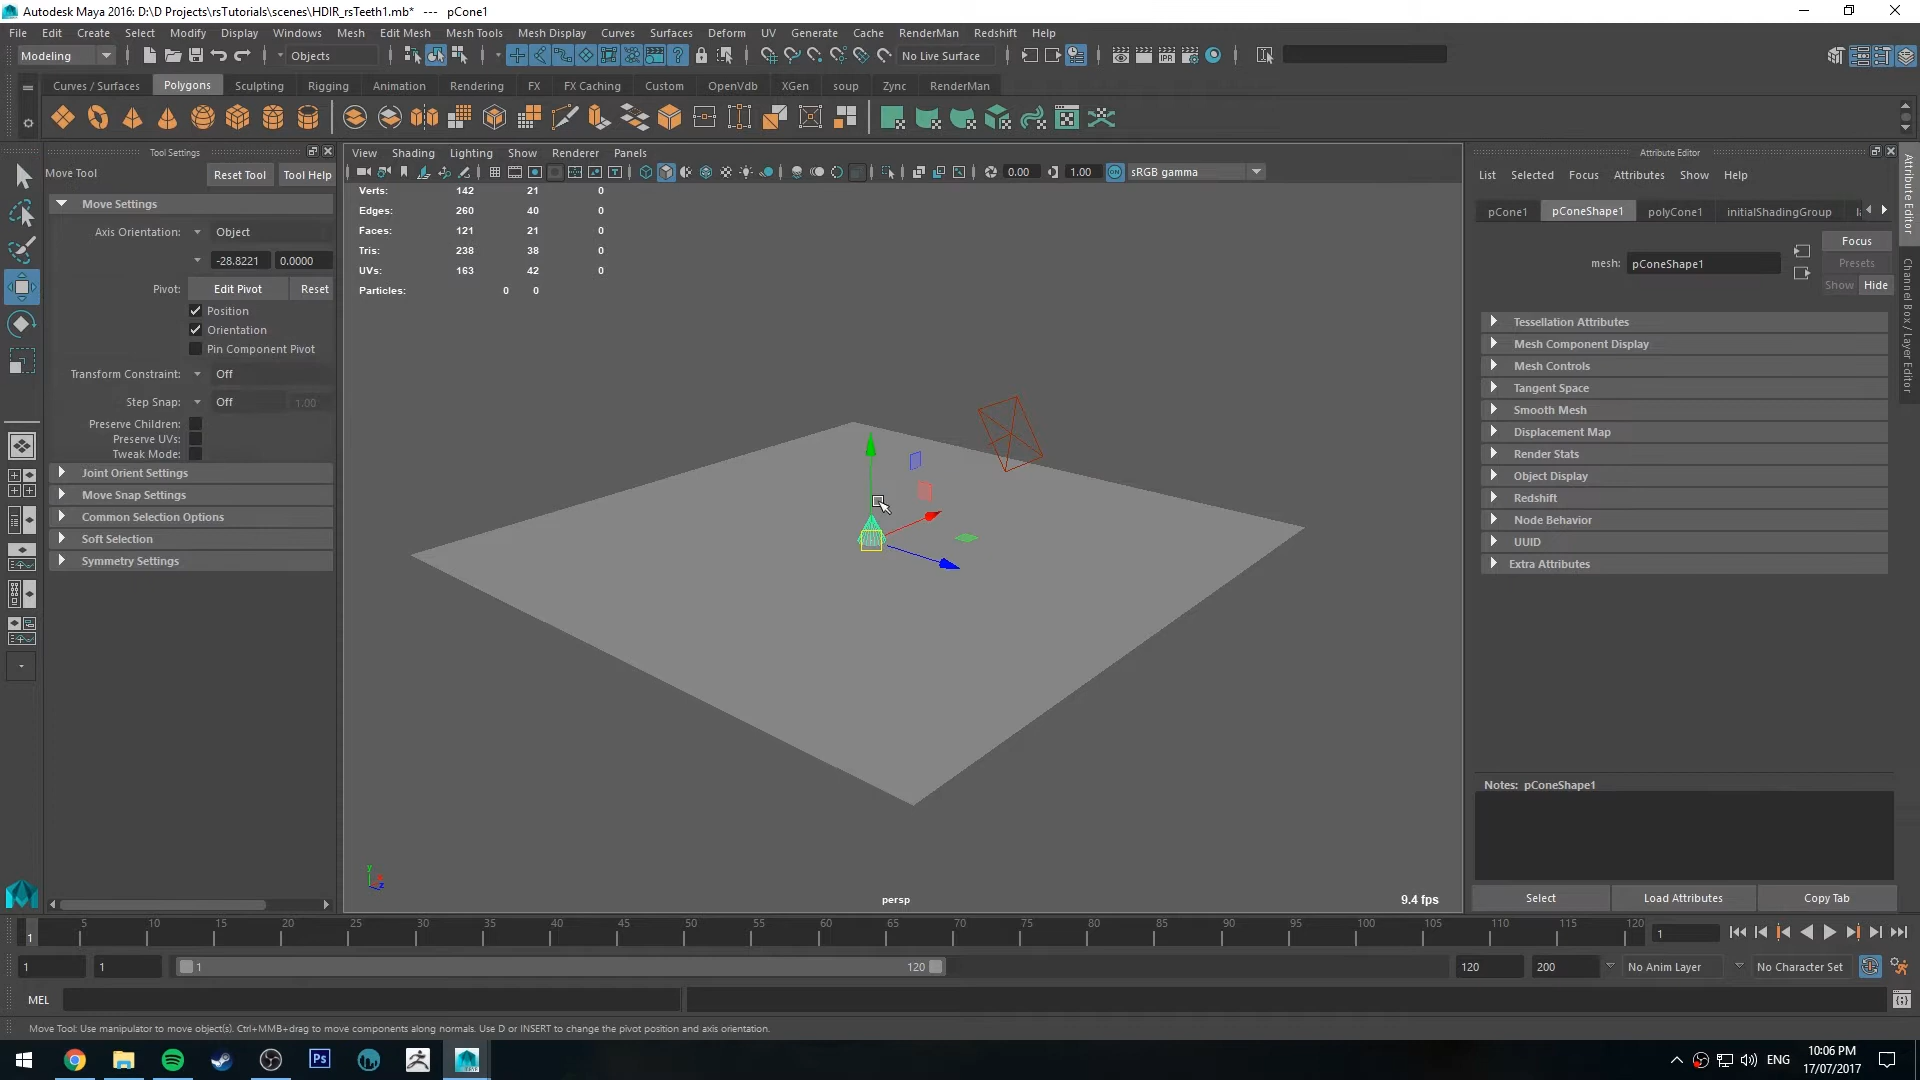 Autodesk Maya 2016: D:\D Projects\rsTutorials\scenes\HDIR_rsTeeth1.mb* --- pCone1
File Edit Create Select Modify Display Windows Mesh Edit Mesh Mesh Tools Mesh Display Curves Surfaces Deform UV Generate Cache RenderMan Redshift Help
Modeling Objects No Live Surface
Curves / Surfaces Polygons Sculpting Rigging Animation Rendering FX FX Caching Custom OpenVdb XGen soup Zync RenderMan
Tool Settings
Move Tool Reset Tool Tool Help
Move Settings
Axis Orientation: Object
-28.8221 0.0000
Pivot: Edit Pivot Reset
Position
Orientation
Pin Component Pivot
Transform Constraint: Off
Step Snap: Off 1.00
Preserve Children:
Preserve UVs:
Tweak Mode:
Joint Orient Settings
Move Snap Settings
Common Selection Options
Soft Selection
Symmetry Settings
View Shading Lighting Show Renderer Panels
0.00 1.00 ON sRGB gamma
Verts: 142 21 0
Edges: 260 40 0
Faces: 121 21 0
Tris: 238 38 0
UVs: 163 42 0
Particles: 0 0
persp
9.4 fps
Attribute Editor
List Selected Focus Attributes Show Help
pCone1 pConeShape1 polyCone1 initialShadingGroup
Focus
mesh: pConeShape1
Presets
Show Hide
Tessellation Attributes
Mesh Component Display
Mesh Controls
Tangent Space
Smooth Mesh
Displacement Map
Render Stats
Object Display
Redshift
Node Behavior
UUID
Extra Attributes
Notes: pConeShape1
Select Load Attributes Copy Tab
Attribute Editor
Channel Box / Layer Editor
1 5 10 15 20 25 30 35 40 45 50 55 60 65 70 75 80 85 90 95 100 105 110 115 120
1
1 1 1 120 120 200 No Anim Layer No Character Set
MEL
Move Tool: Use manipulator to move object(s). Ctrl+MMB+drag to move components along normals. Use D or INSERT to change the pivot position and axis orientation.
Ps
ENG
10:06 PM
17/07/2017